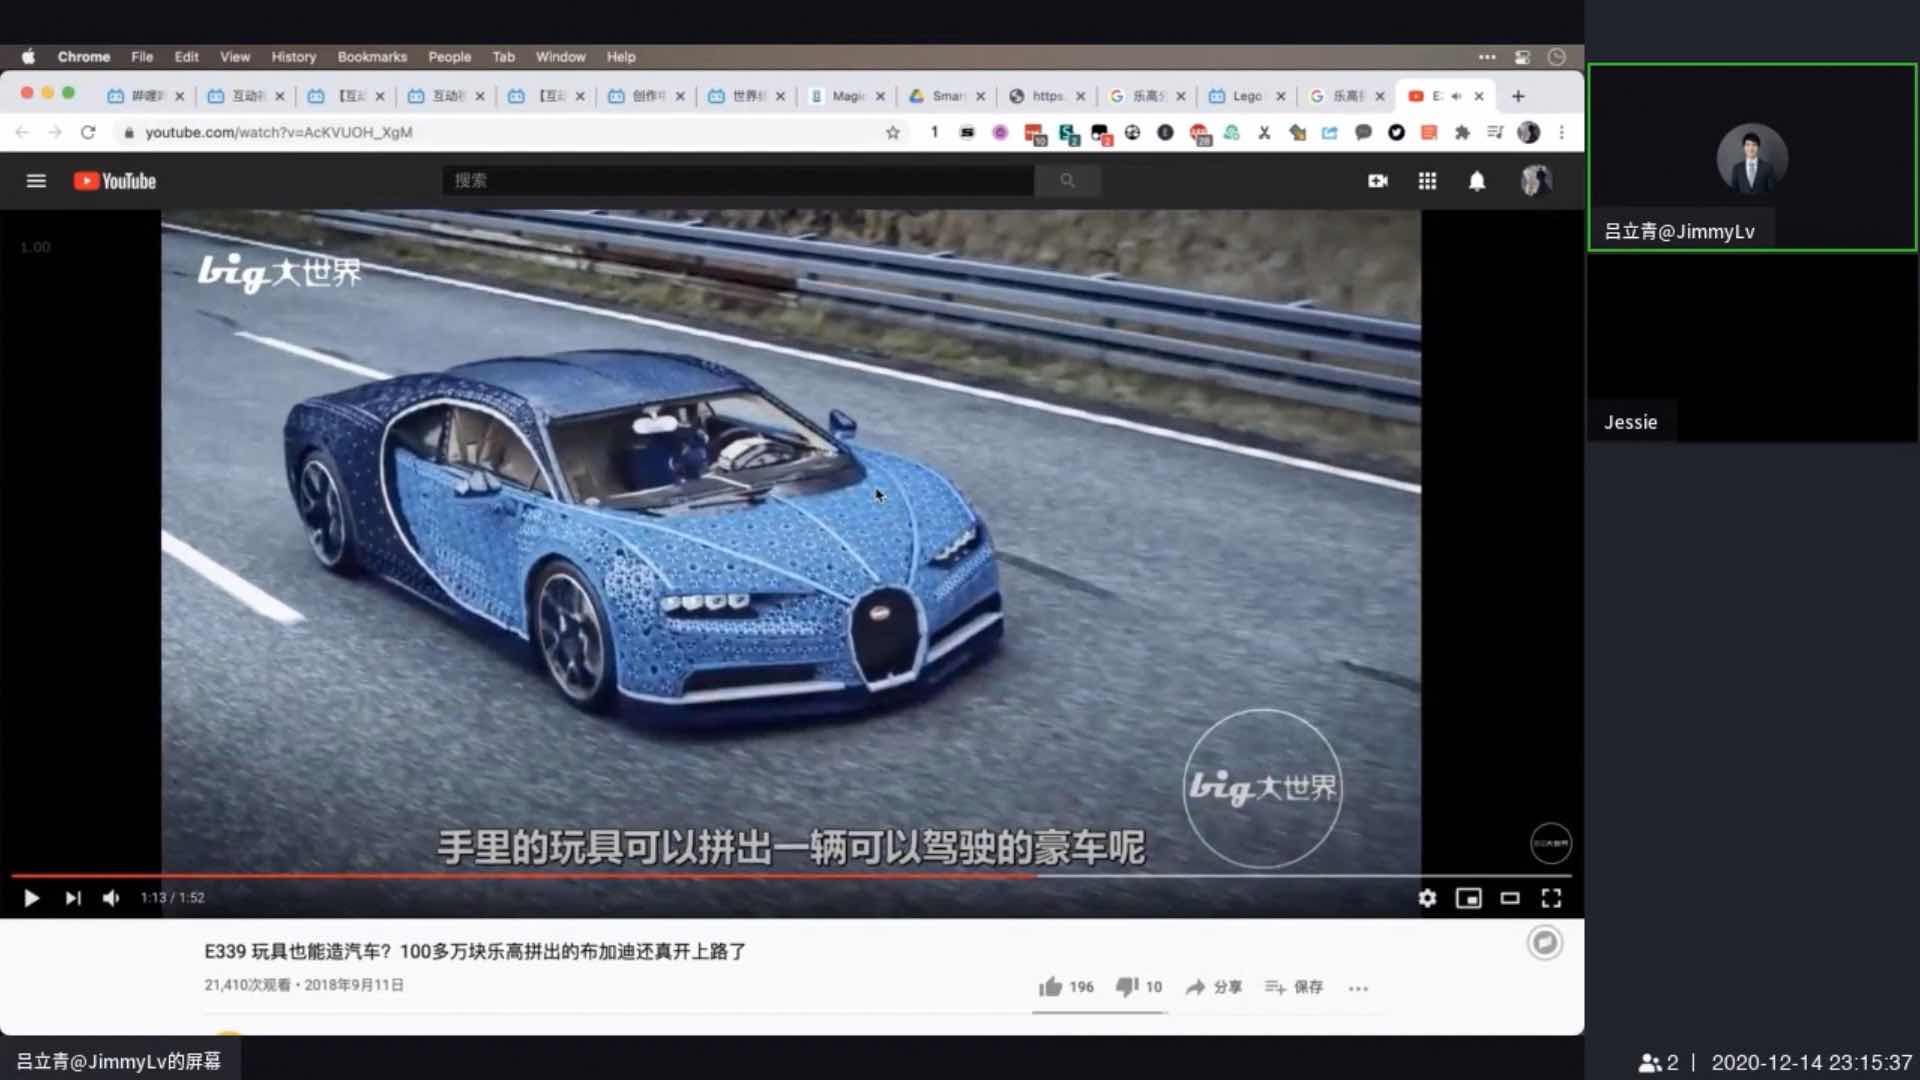 Chrome File Edit View History Bookmarks People Tab Window Help
互动 【互动 互动 【互动 创作中 世界 Magic Smar https. 乐高 Lego 乐高 E
youtube.com/watch?v=AcKVUOH_XgM
YouTube
搜索
1.00
big大世界
big大世界
手里的玩具可以拼出一辆可以驾驶的豪车呢
1:13 / 1:52
E339 玩具也能造汽车？100多万块乐高拼出的布加迪还真开上路了
21,410次观看 • 2018年9月11日
196 10 分享 保存
吕立青@JimmyLv
Jessie
吕立青@JimmyLv的屏幕
2 | 2020-12-14 23:15:37